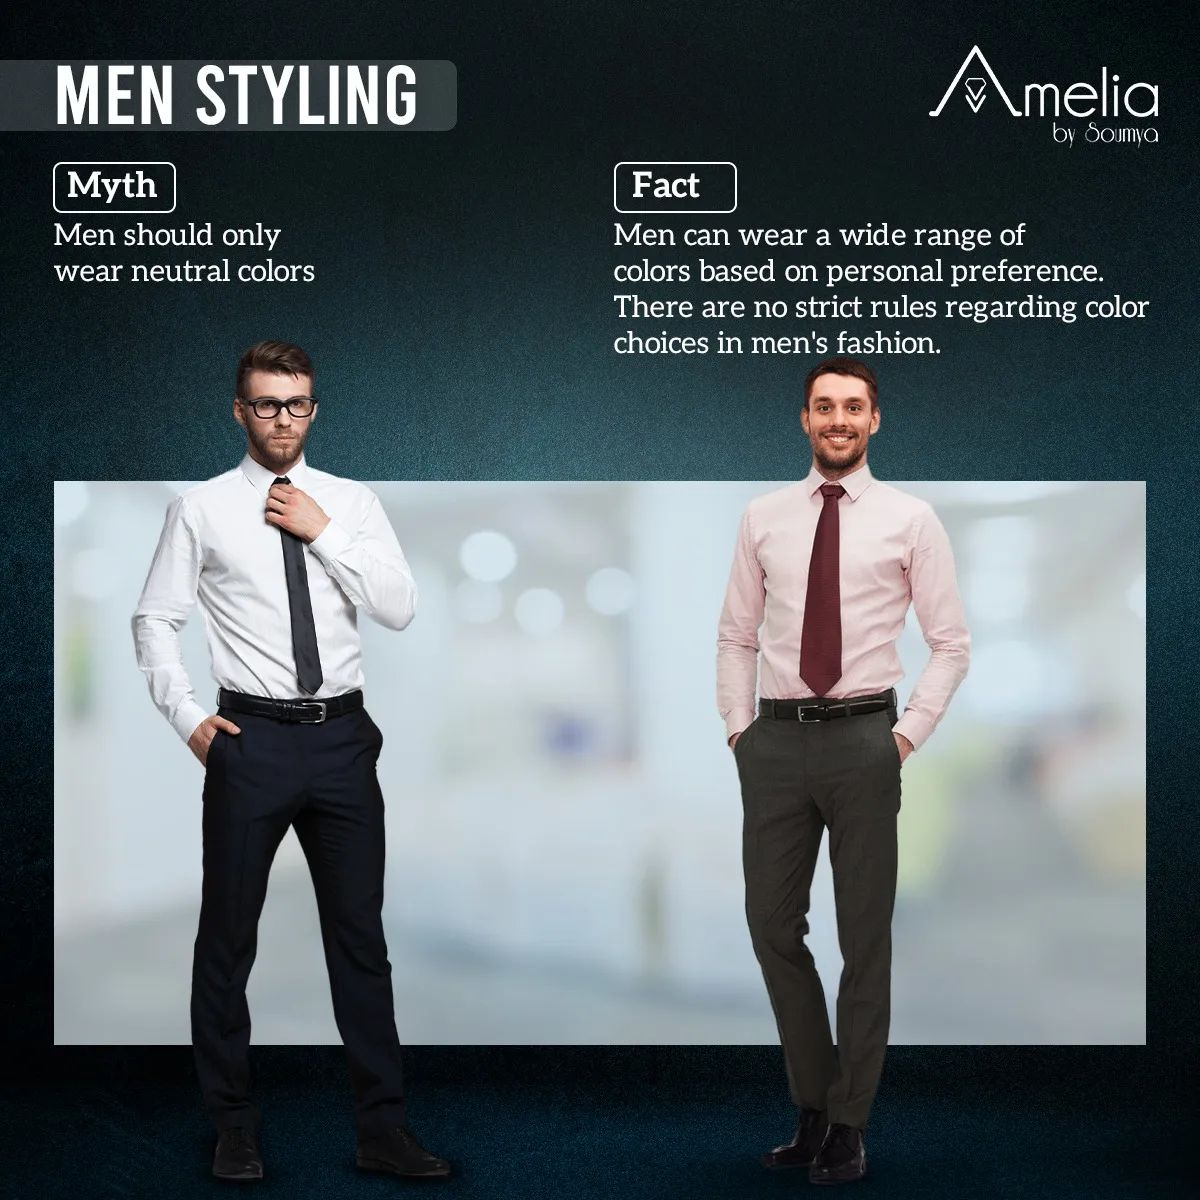 MEN STYLING
Amelia
by Soumya
Myth
Men should only
wear neutral colors
Fact
Men can wear a wide range of
colors based on personal preference.
There are no strict rules regarding color
choices in men's fashion.